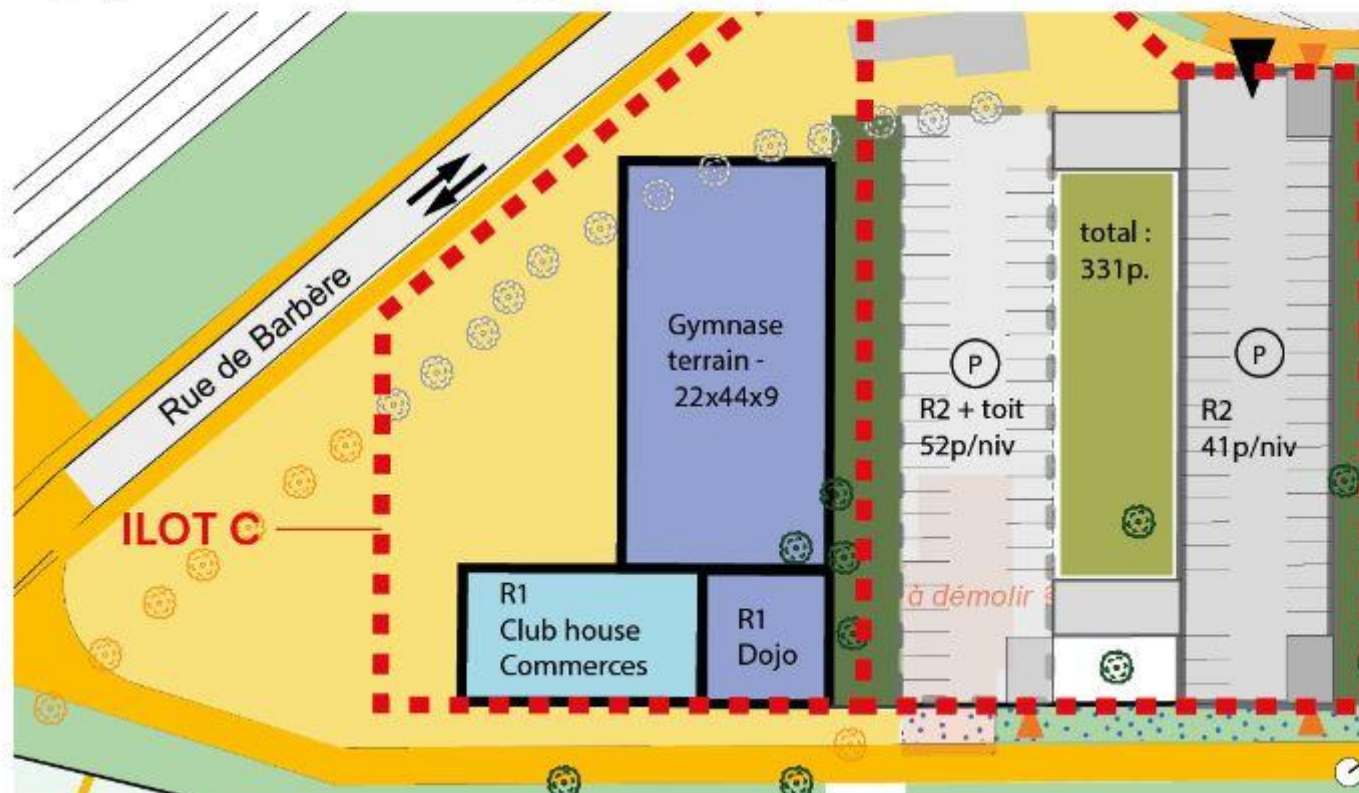 Rue de Barbère
ILOT C
Gymnase
terrain -
22x44x9
R1
Club house
Commerces
R1
Dojo
P
R2 + toit
52p/niv
total :
331p.
P
R2
41p/niv
à démolir